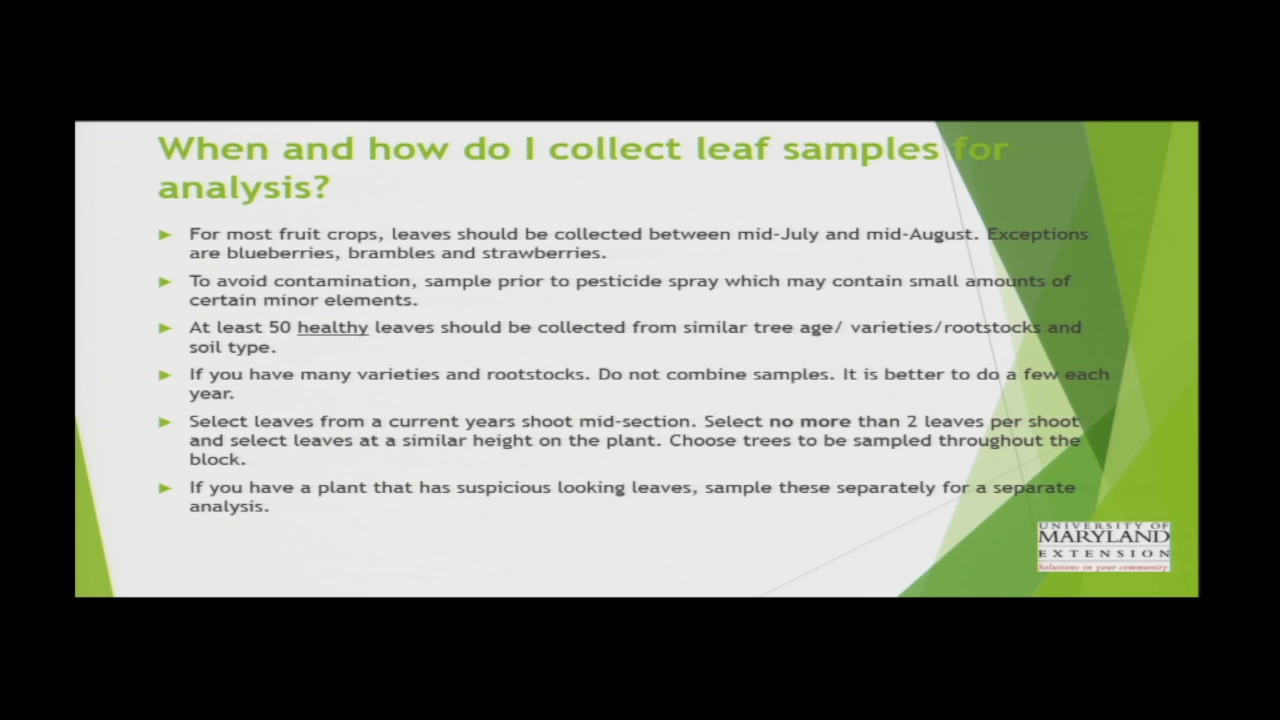 When and how do I collect leaf samples for
analysis?
For most fruit crops, leaves should be collected between mid-July and mid-August. Exceptions
are blueberries, brambles and strawberries.
To avoid contamination, sample prior to pesticide spray which may contain small amounts of
certain minor elements.
At least 50 healthy leaves should be collected from similar tree age/ varieties/rootstocks and
soil type.
If you have many varieties and rootstocks. Do not combine samples. It is better to do a few each
year.
Select leaves from a current years shoot mid-section. Select no more than 2 leaves per shoot
and select leaves at a similar height on the plant. Choose trees to be sampled throughout the
block.
If you have a plant that has suspicious looking leaves, sample these separately for a separate
analysis.
UNIVERSITY OF
MARYLAND
EXTENSION
Solutions in your community